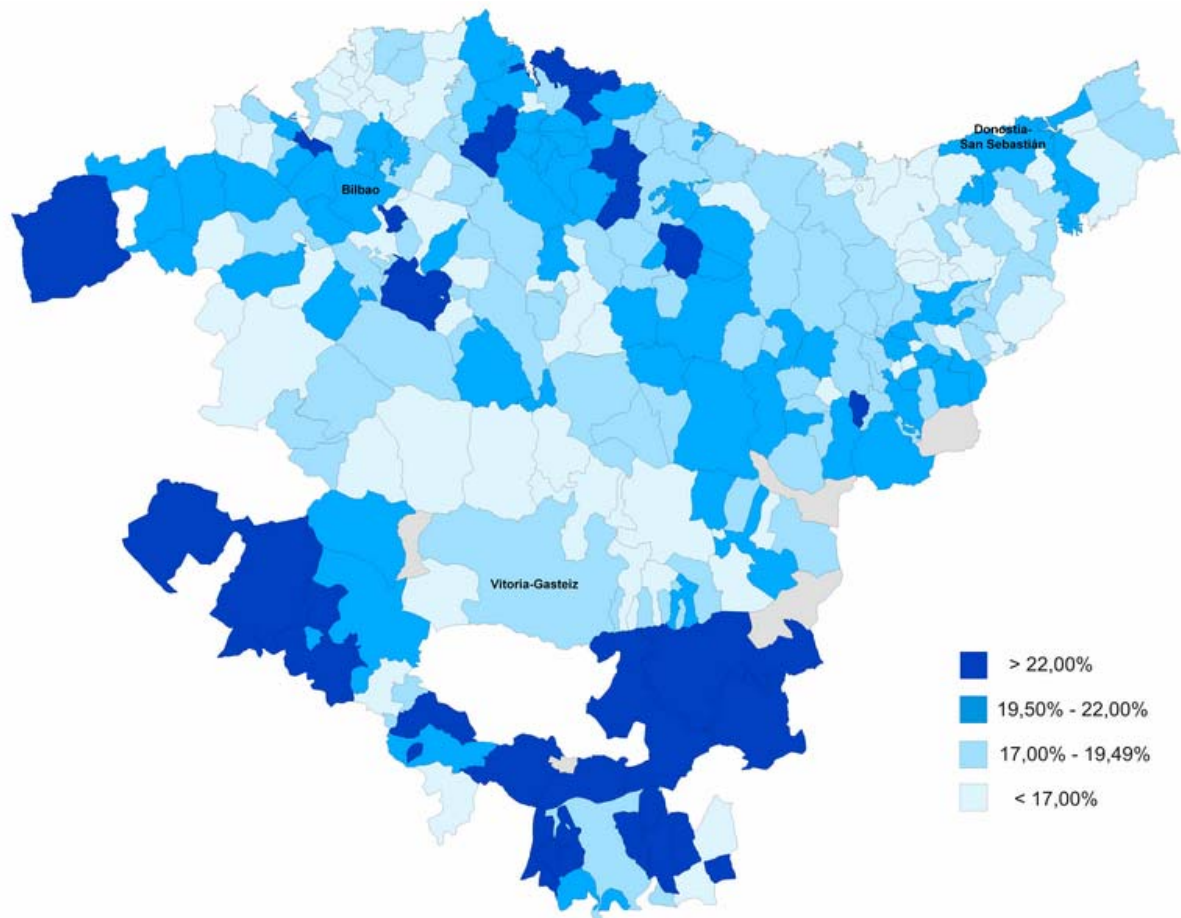 Donostia-
San Sebastián
Bilbao
Vitoria-Gasteiz
> 22,00%
19,50% - 22,00%
17,00% - 19,49%
< 17,00%